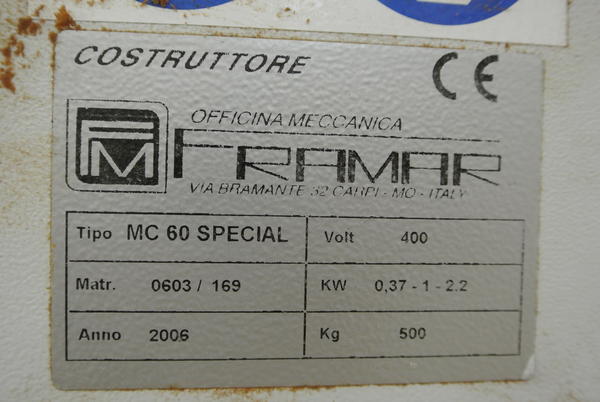 COSTRUTTORE
CE
OFFICINA MECCANICA
FM FRAMAR
VIA BRAMANTE 32 CARPI - MO - ITALY
Tipo MC 60 SPECIAL Volt 400
Matr. 0603 / 169 KW 0,37 - 1 - 2.2
Anno 2006 Kg 500